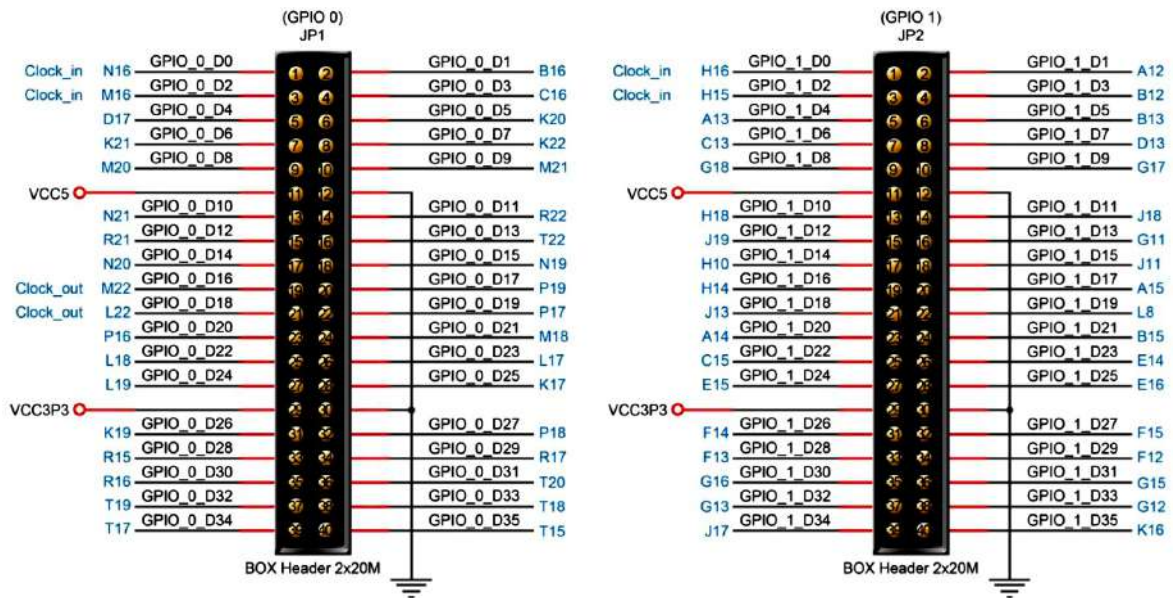 (GPIO 0)
JP1
Clock_in N16 GPIO_0_D0 1 2 GPIO_0_D1 B16
Clock_in M16 GPIO_0_D2 3 4 GPIO_0_D3 C16
D17 GPIO_0_D4 5 6 GPIO_0_D5 K20
K21 GPIO_0_D6 7 8 GPIO_0_D7 K22
M20 GPIO_0_D8 9 10 GPIO_0_D9 M21
VCC5 11 12
N21 GPIO_0_D10 13 14 GPIO_0_D11 R22
R21 GPIO_0_D12 15 16 GPIO_0_D13 T22
N20 GPIO_0_D14 17 18 GPIO_0_D15 N19
Clock_out M22 GPIO_0_D16 19 20 GPIO_0_D17 P19
Clock_out L22 GPIO_0_D18 21 22 GPIO_0_D19 P17
P16 GPIO_0_D20 23 24 GPIO_0_D21 M18
L18 GPIO_0_D22 25 26 GPIO_0_D23 L17
L19 GPIO_0_D24 27 28 GPIO_0_D25 K17
VCC3P3 29 30
K19 GPIO_0_D26 31 32 GPIO_0_D27 P18
R15 GPIO_0_D28 33 34 GPIO_0_D29 R17
R16 GPIO_0_D30 35 36 GPIO_0_D31 T20
T19 GPIO_0_D32 37 38 GPIO_0_D33 T18
T17 GPIO_0_D34 39 40 GPIO_0_D35 T15
BOX Header 2x20M
(GPIO 1)
JP2
Clock_in H16 GPIO_1_D0 1 2 GPIO_1_D1 A12
Clock_in H15 GPIO_1_D2 3 4 GPIO_1_D3 B12
A13 GPIO_1_D4 5 6 GPIO_1_D5 B13
C13 GPIO_1_D6 7 8 GPIO_1_D7 D13
G18 GPIO_1_D8 9 10 GPIO_1_D9 G17
VCC5 11 12
H18 GPIO_1_D10 13 14 GPIO_1_D11 J18
J19 GPIO_1_D12 15 16 GPIO_1_D13 G11
H10 GPIO_1_D14 17 18 GPIO_1_D15 J11
H14 GPIO_1_D16 19 20 GPIO_1_D17 A15
J13 GPIO_1_D18 21 22 GPIO_1_D19 L8
A14 GPIO_1_D20 23 24 GPIO_1_D21 B15
C15 GPIO_1_D22 25 26 GPIO_1_D23 E14
E15 GPIO_1_D24 27 28 GPIO_1_D25 E16
VCC3P3 29 30
F14 GPIO_1_D26 31 32 GPIO_1_D27 F15
F13 GPIO_1_D28 33 34 GPIO_1_D29 F12
G16 GPIO_1_D30 35 36 GPIO_1_D31 G15
G13 GPIO_1_D32 37 38 GPIO_1_D33 G12
J17 GPIO_1_D34 39 40 GPIO_1_D35 K16
BOX Header 2x20M